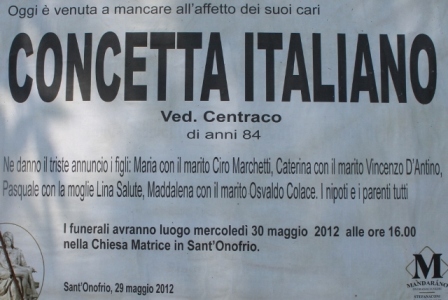 Oggi è venuta a mancare all'affetto dei suoi cari
CONCETTA ITALIANO
Ved. Centraco
di anni 84
Ne danno il triste annuncio i figli: Maria con il marito Ciro Marchetti, Caterina con il marito Vincenzo D'Antino,
Pasquale con la moglie Lina Salute, Maddalena con il marito Osvaldo Colace. I nipoti e i parenti tutti
I funerali avranno luogo mercoledì 30 maggio 2012 alle ore 16.00
nella Chiesa Matrice in Sant'Onofrio.
Sant'Onofrio, 29 maggio 2012
M
MANDARANO